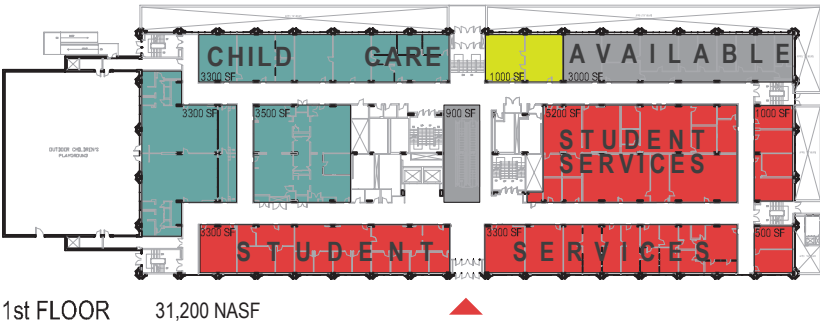 CHILD CARE
3300 SF
1000 SF
AVAILABLE
3000 SF
3300 SF
3500 SF
900 SF
5200 SF
1000 SF
STUDENT
SERVICES
OUTDOOR CHILDREN'S
PLAYGROUND
3300 SF
STUDENT
3300 SF
SERVICES
500 SF
1st FLOOR 31,200 NASF